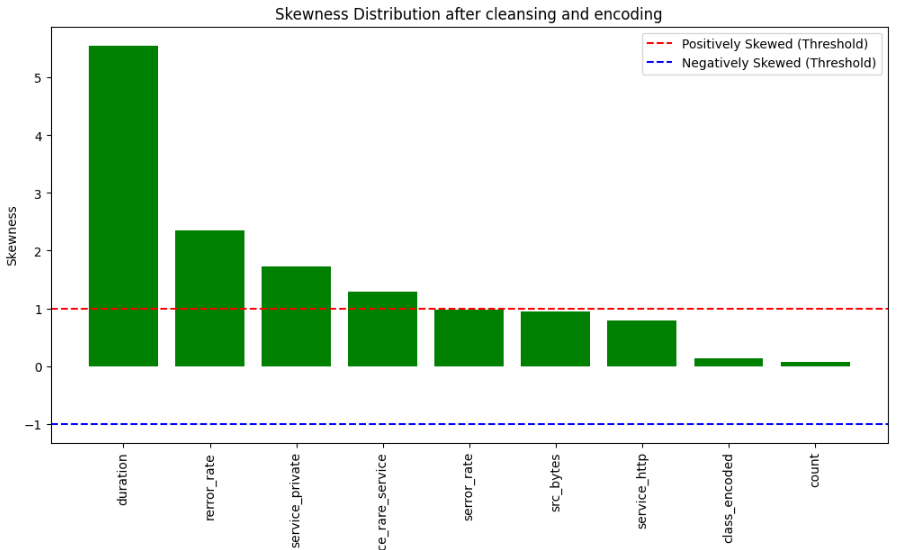 Skewness Distribution after cleansing and encoding
Positively Skewed (Threshold)
Negatively Skewed (Threshold)
Skewness
5
4
3
2
1
0
−1
duration
rerror_rate
service_private
ce_rare_service
serror_rate
src_bytes
service_http
class_encoded
count